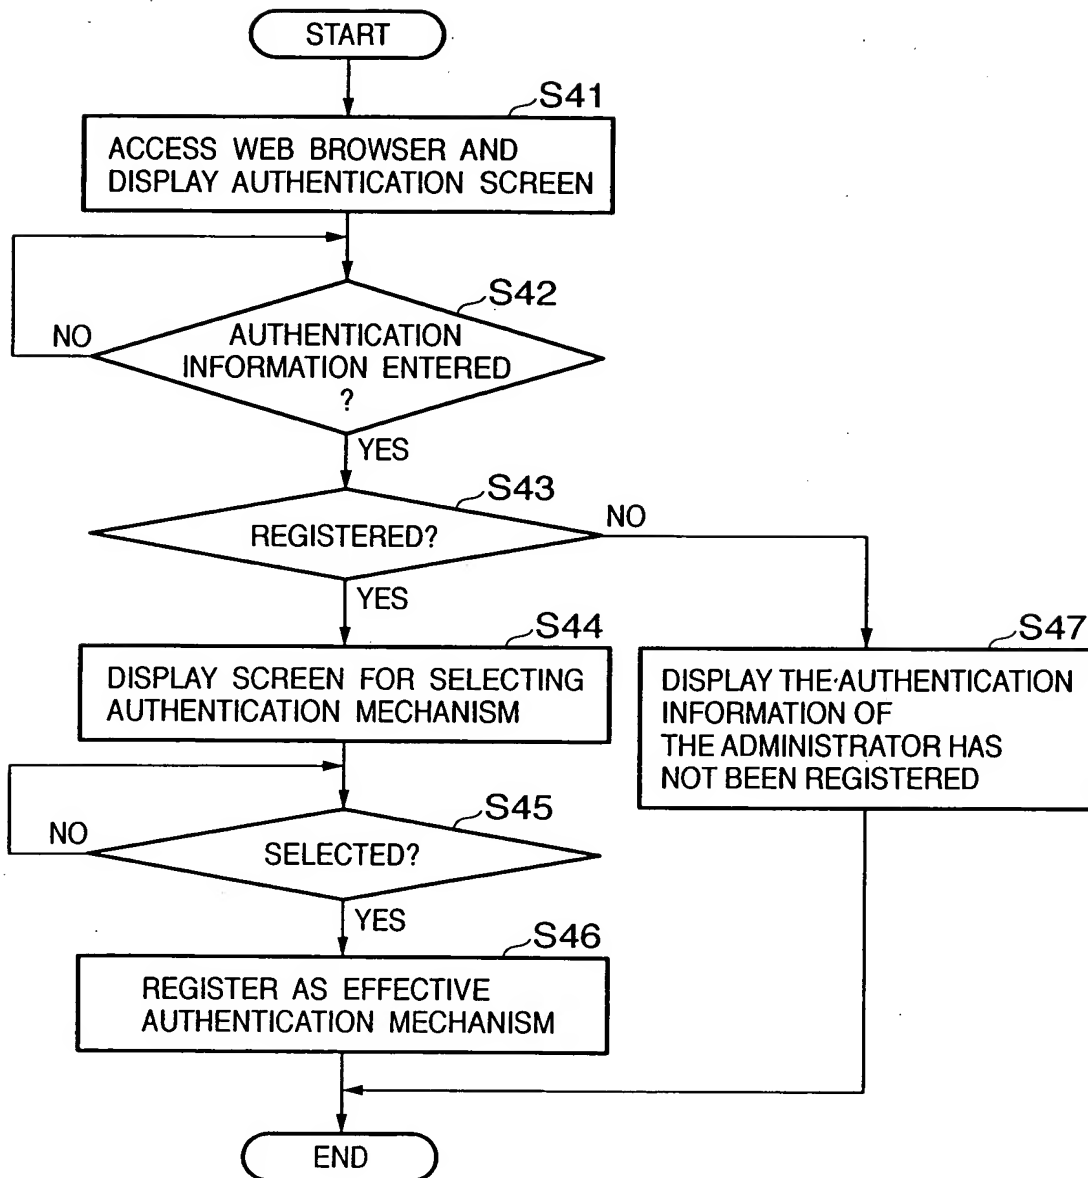 START
S41
ACCESS WEB BROWSER AND
DISPLAY AUTHENTICATION SCREEN
S42
NO
AUTHENTICATION
INFORMATION ENTERED
?
YES
S43
REGISTERED?
NO
YES
S44
DISPLAY SCREEN FOR SELECTING
AUTHENTICATION MECHANISM
S47
DISPLAY THE AUTHENTICATION
INFORMATION OF
THE ADMINISTRATOR HAS
NOT BEEN REGISTERED
S45
NO
SELECTED?
YES
S46
REGISTER AS EFFECTIVE
AUTHENTICATION MECHANISM
END